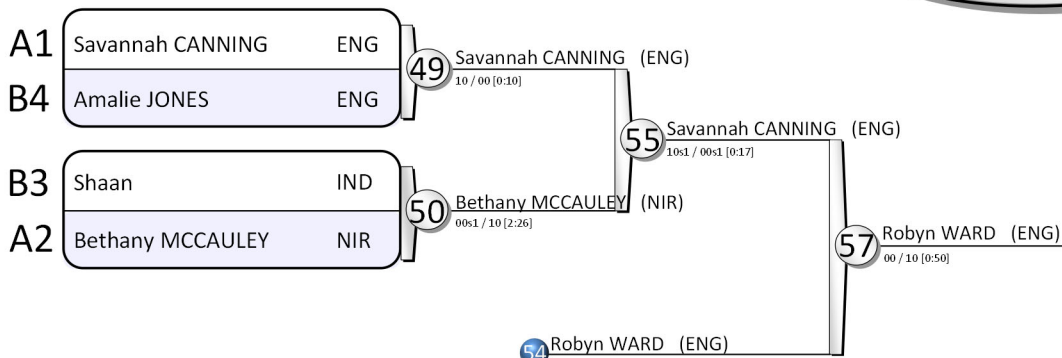 A1 Savannah CANNING ENG
B4 Amalie JONES ENG
49 Savannah CANNING (ENG)
10 / 00 [0:10]
B3 Shaan IND
A2 Bethany MCCAULEY NIR
50 Bethany MCCAULEY (NIR)
00s1 / 10 [2:26]
55 Savannah CANNING (ENG)
10s1 / 00s1 [0:17]
54 Robyn WARD (ENG)
57 Robyn WARD (ENG)
00 / 10 [0:50]